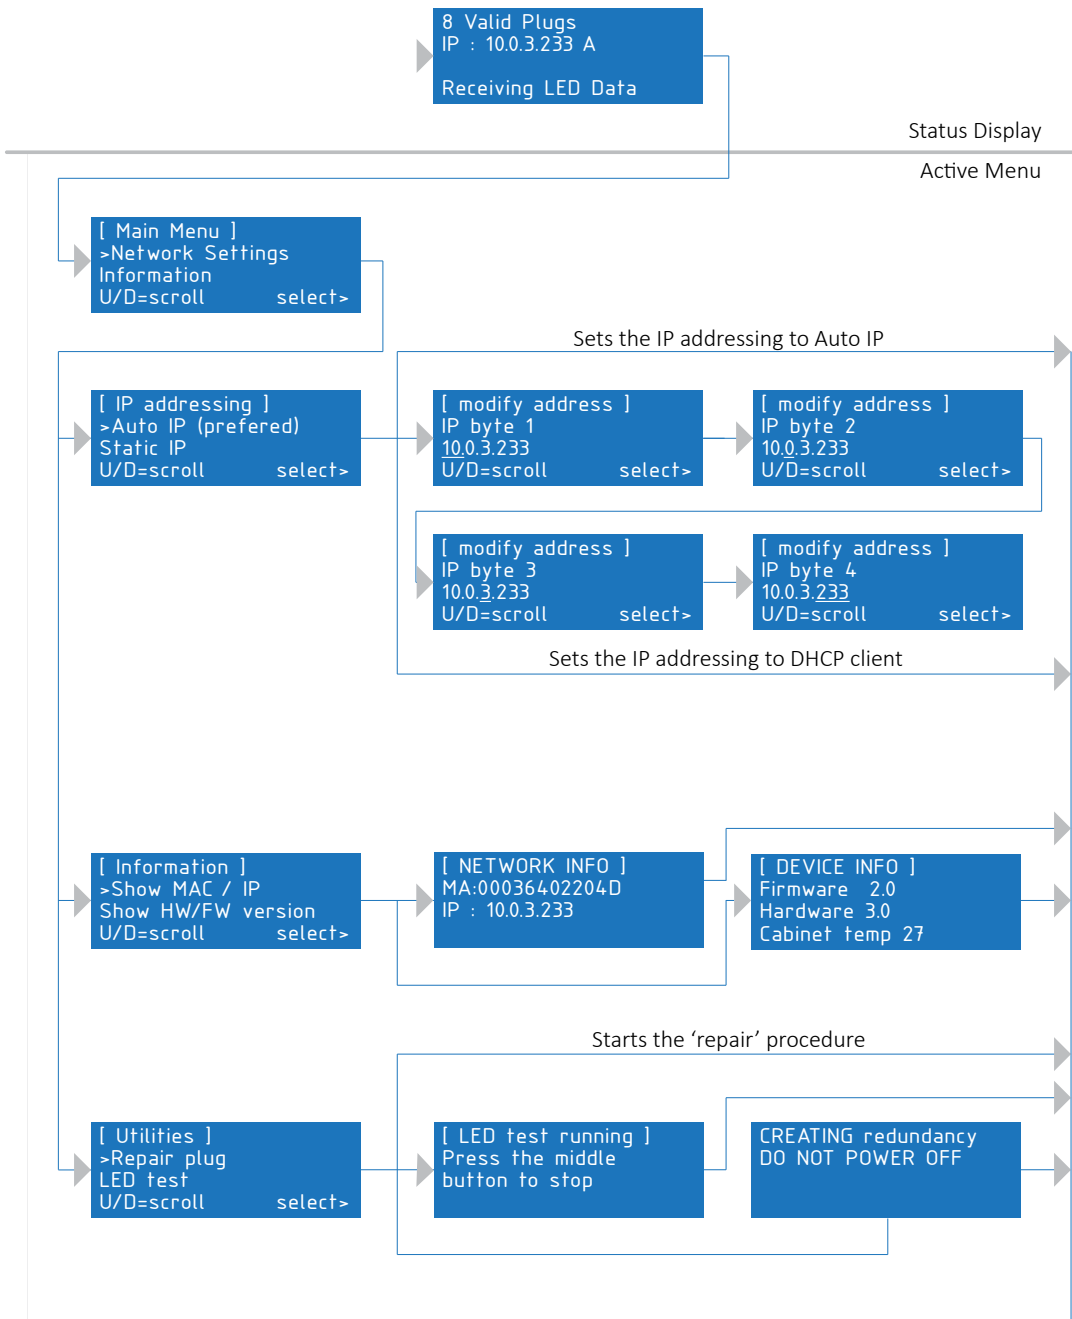 8 Valid Plugs
IP : 10.0.3.233 A
Receiving LED Data
Status Display
Active Menu
[ Main Menu ]
>Network Settings
Information
U/D=scroll select>
Sets the IP addressing to Auto IP
[ IP addressing ]
>Auto IP (prefered)
Static IP
U/D=scroll select>
[ modify address ]
IP byte 1
10.0.3.233
U/D=scroll select>
[ modify address ]
IP byte 2
10.0.3.233
U/D=scroll select>
[ modify address ]
IP byte 3
10.0.3.233
U/D=scroll select>
[ modify address ]
IP byte 4
10.0.3.233
U/D=scroll select>
Sets the IP addressing to DHCP client
[ Information ]
>Show MAC / IP
Show HW/FW version
U/D=scroll select>
[ NETWORK INFO ]
MA:00036402204D
IP : 10.0.3.233
[ DEVICE INFO ]
Firmware 2.0
Hardware 3.0
Cabinet temp 27
Starts the ‘repair’ procedure
[ Utilities ]
>Repair plug
LED test
U/D=scroll select>
[ LED test running ]
Press the middle
button to stop
CREATING redundancy
DO NOT POWER OFF